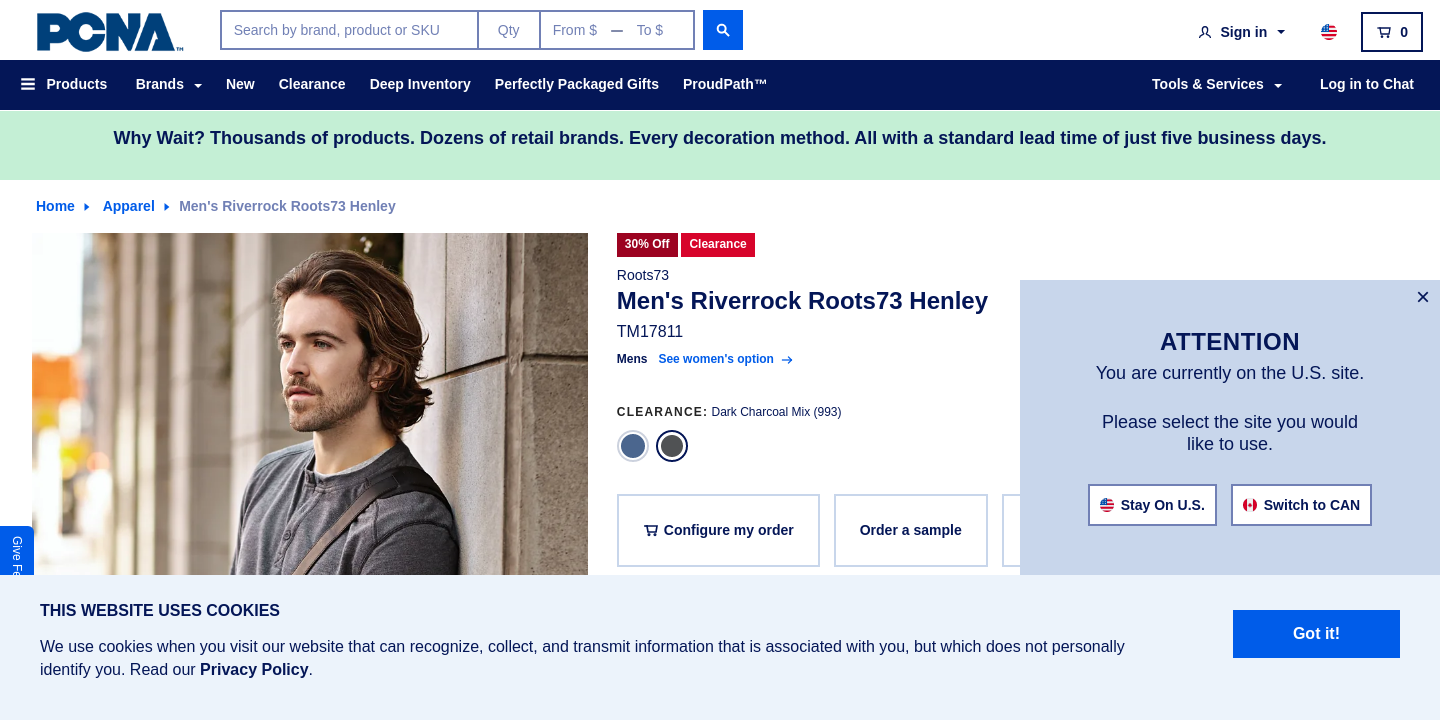 PCNA™
Search by brand, product or SKU
Qty
From $ — To $
Sign in
0
Products
Brands
New
Clearance
Deep Inventory
Perfectly Packaged Gifts
ProudPath™
Tools & Services
Log in to Chat
Why Wait? Thousands of products. Dozens of retail brands. Every decoration method. All with a standard lead time of just five business days.
Home
Apparel
Men's Riverrock Roots73 Henley
30% Off
Clearance
Roots73
Men's Riverrock Roots73 Henley
TM17811
Mens See women's option
CLEARANCE: Dark Charcoal Mix (993)
Configure my order
Order a sample
×
ATTENTION
You are currently on the U.S. site.
Please select the site you would
like to use.
Stay On U.S.
Switch to CAN
Give
THIS WEBSITE USES COOKIES
We use cookies when you visit our website that can recognize, collect, and transmit information that is associated with you, but which does not personally
identify you. Read our Privacy Policy.
Got it!